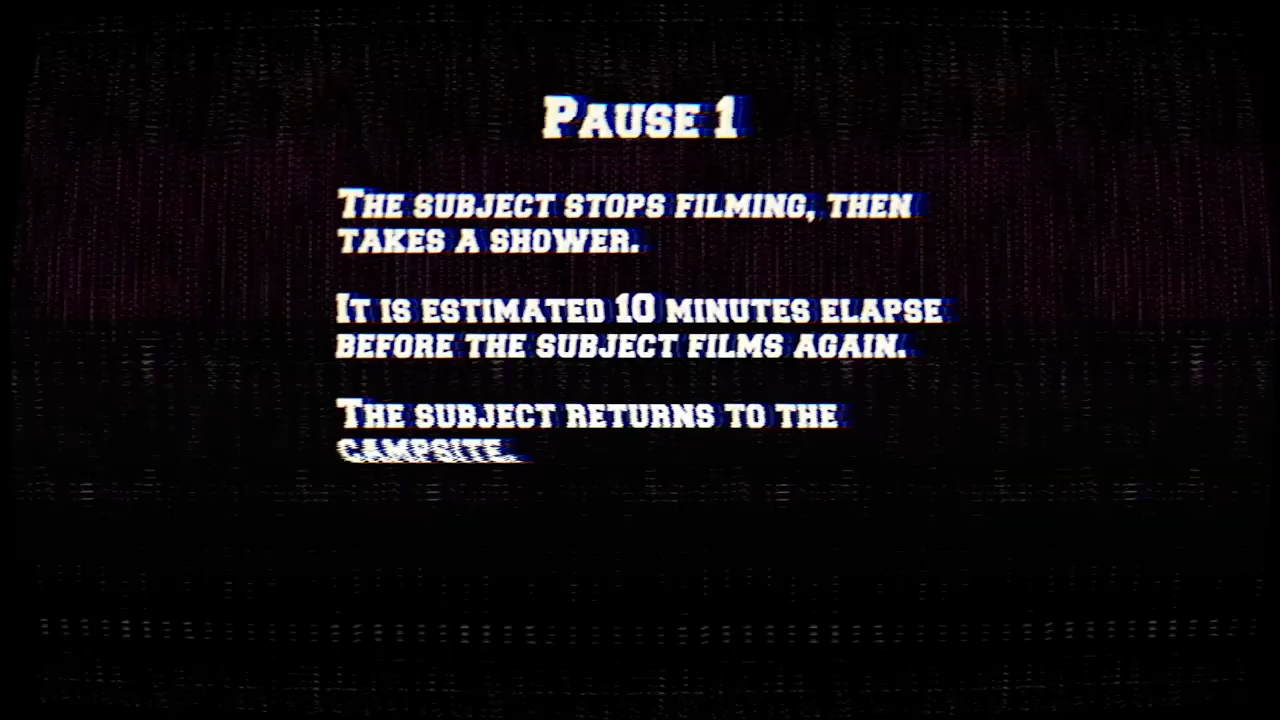 PAUSE 1
THE SUBJECT STOPS FILMING, THEN
TAKES A SHOWER.
IT IS ESTIMATED 10 MINUTES ELAPSE
BEFORE THE SUBJECT FILMS AGAIN.
THE SUBJECT RETURNS TO THE
CAMPSITE.